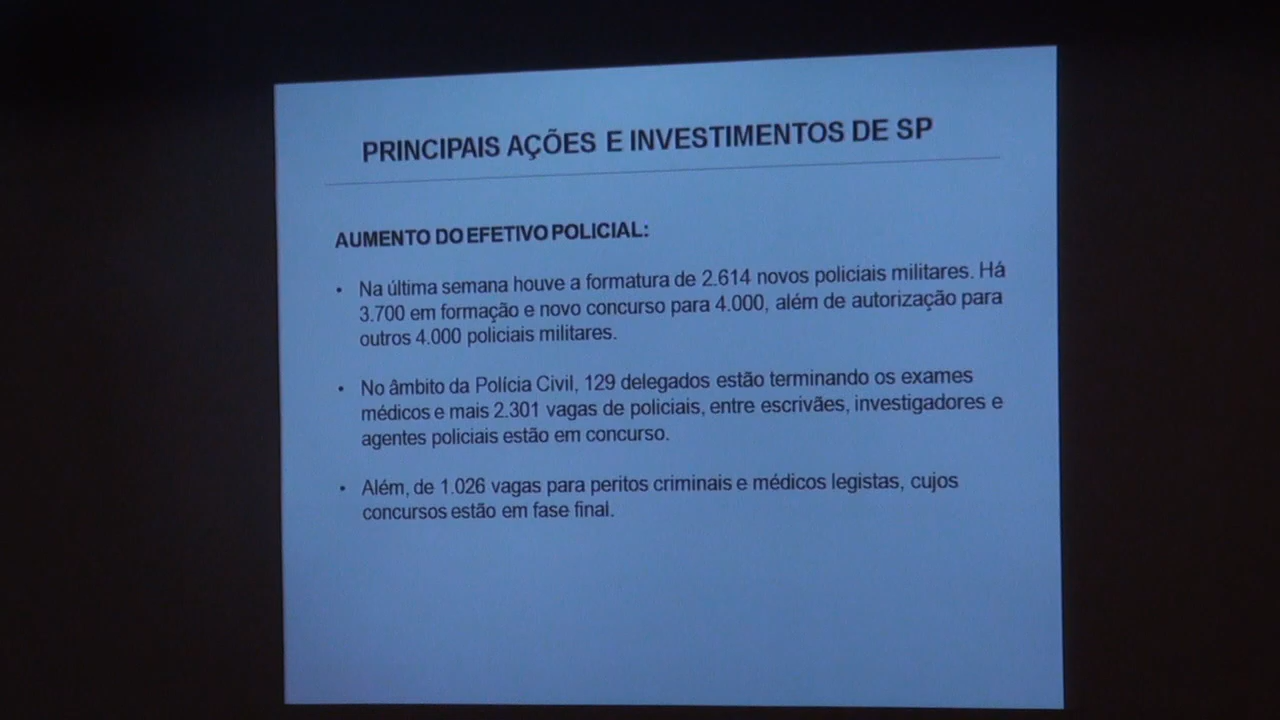 PRINCIPAIS AÇÕES E INVESTIMENTOS DE SP
AUMENTO DO EFETIVO POLICIAL:
• Na última semana houve a formatura de 2.614 novos policiais militares. Há
3.700 em formação e novo concurso para 4.000, além de autorização para
outros 4.000 policiais militares.
• No âmbito da Polícia Civil, 129 delegados estão terminando os exames
médicos e mais 2.301 vagas de policiais, entre escrivães, investigadores e
agentes policiais estão em concurso.
• Além, de 1.026 vagas para peritos criminais e médicos legistas, cujos
concursos estão em fase final.